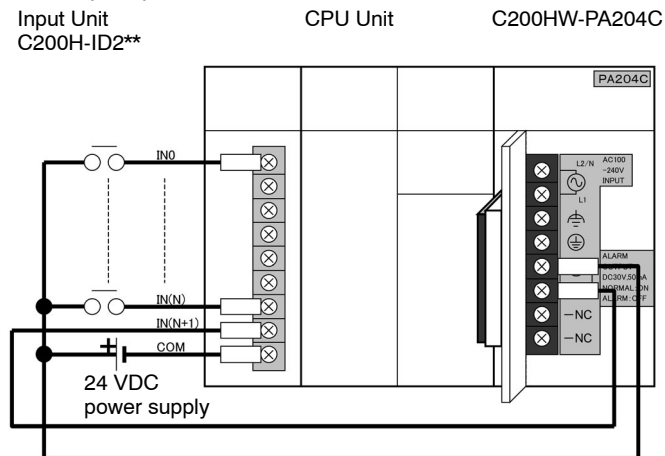 Input Unit
C200H-ID2**
CPU Unit
C200HW-PA204C
PA204C
IN0
L2/N
AC100
-240V
INPUT
L1
ALARM
DC30V,50mA
NORMAL:ON
ALARM:OFF
IN(N)
IN(N+1)
NC
NC
COM
+
24 VDC
power supply